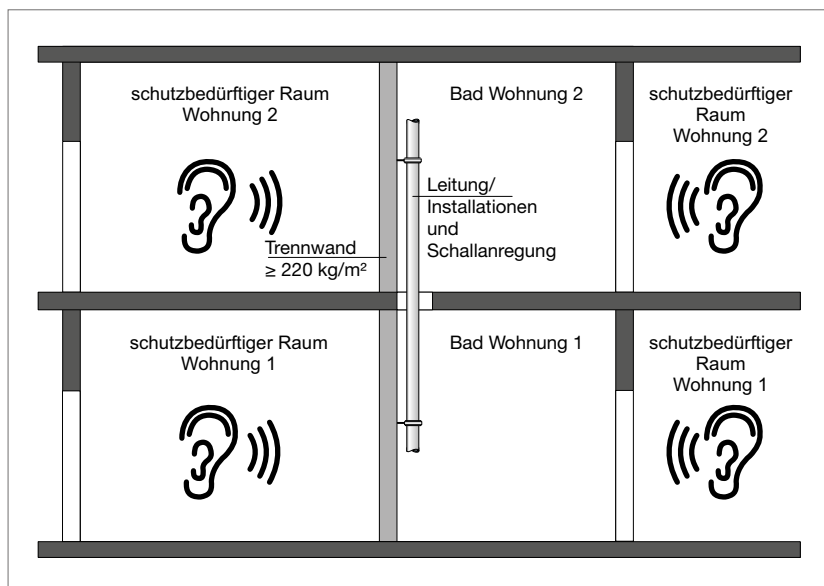 schutzbedürftiger Raum
Wohnung 2
Bad Wohnung 2
schutzbedürftiger
Raum
Wohnung 2
Leitung/
Installationen
und
Schallanregung
Trennwand
≥ 220 kg/m²
schutzbedürftiger Raum
Wohnung 1
Bad Wohnung 1
schutzbedürftiger
Raum
Wohnung 1